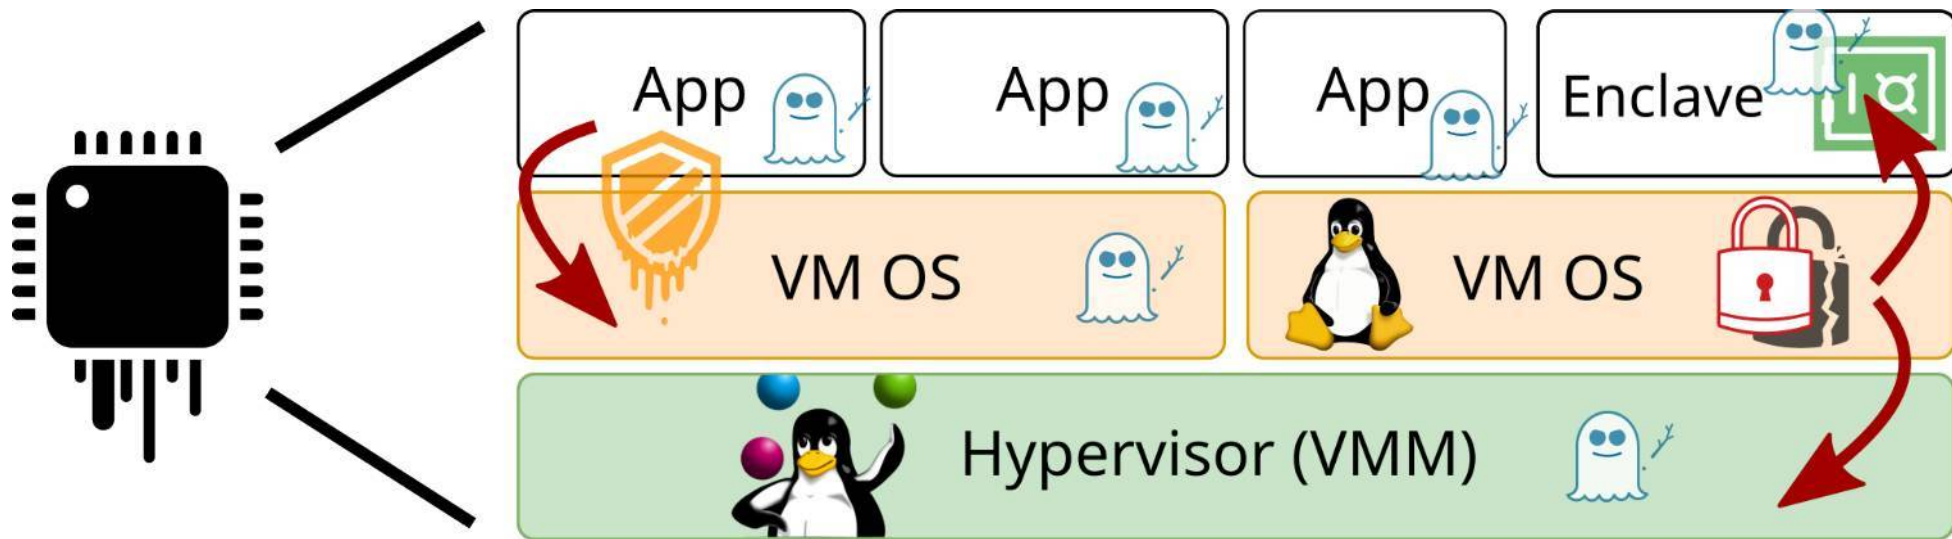 App
App
App
Enclave
VM OS
VM OS
Hypervisor (VMM)